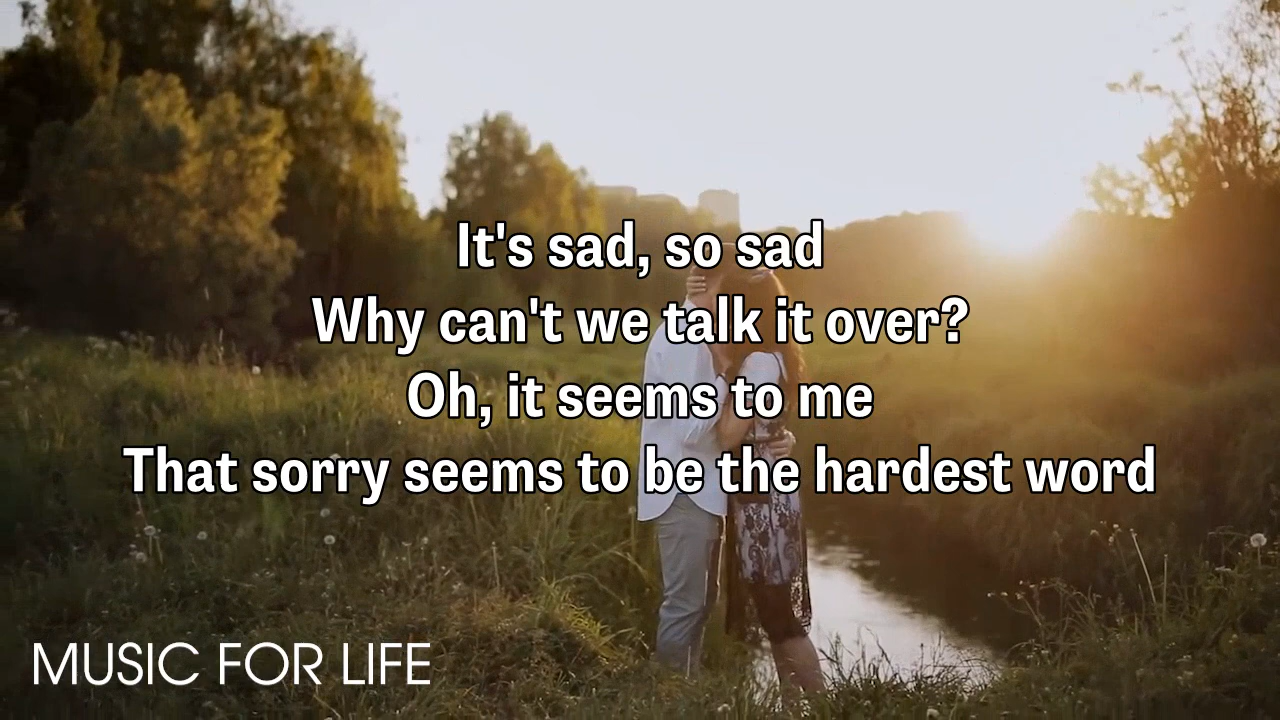 It's sad, so sad
Why can't we talk it over?
Oh, it seems to me
That sorry seems to be the hardest word
MUSIC FOR LIFE